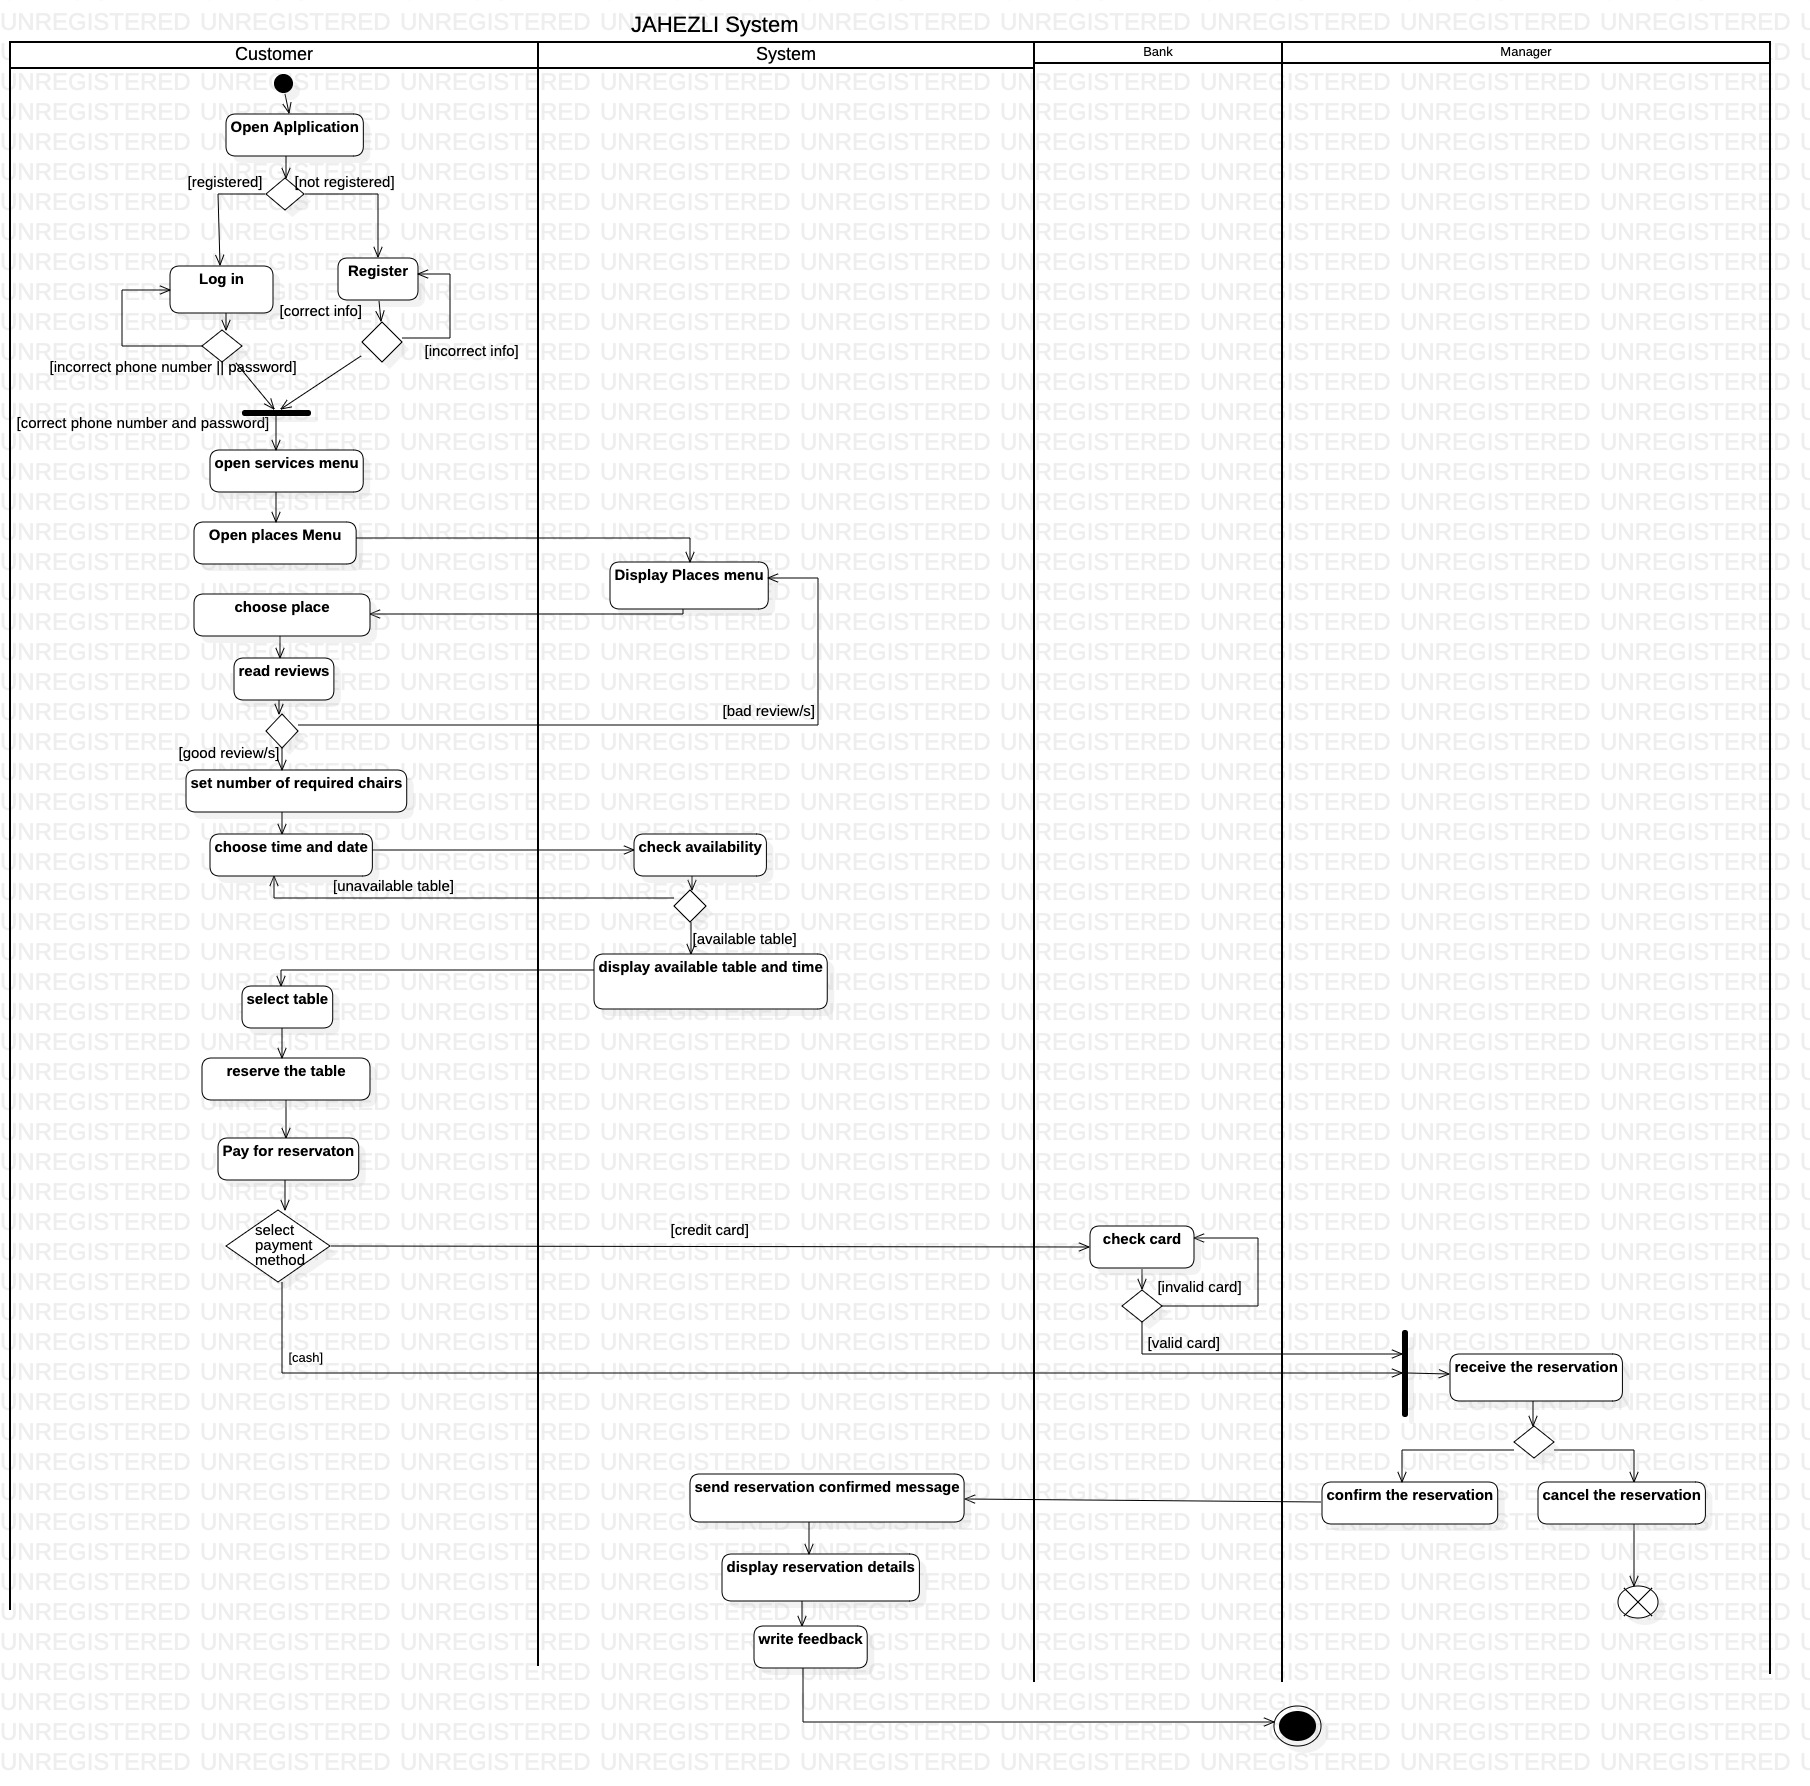 JAHEZLI System
Customer
System
Bank
Manager
Open Aplplication
[registered]
[not registered]
Log in
Register
[correct info]
[incorrect info]
[incorrect phone number || password]
[correct phone number and password]
open services menu
Open places Menu
Display Places menu
choose place
read reviews
[bad review/s]
[good review/s]
set number of required chairs
choose time and date
check availability
[unavailable table]
[available table]
display available table and time
select table
reserve the table
Pay for reservaton
select
payment
method
[credit card]
check card
[invalid card]
[valid card]
[cash]
receive the reservation
send reservation confirmed message
confirm the reservation
cancel the reservation
display reservation details
write feedback
UNREGISTERED